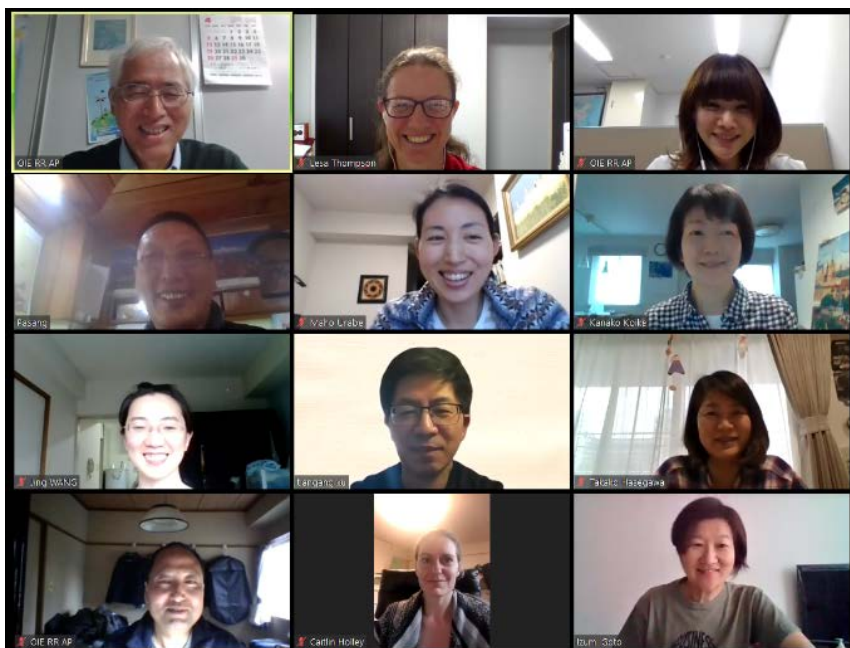 OIE RR AP
Lesa Thompson
OIE RR AP
Pasang
Maho Urabe
Kanako Koike
Jing WANG
Takako Hasegawa
OIE RR AP
Caitlin Holley
Izumi Goto